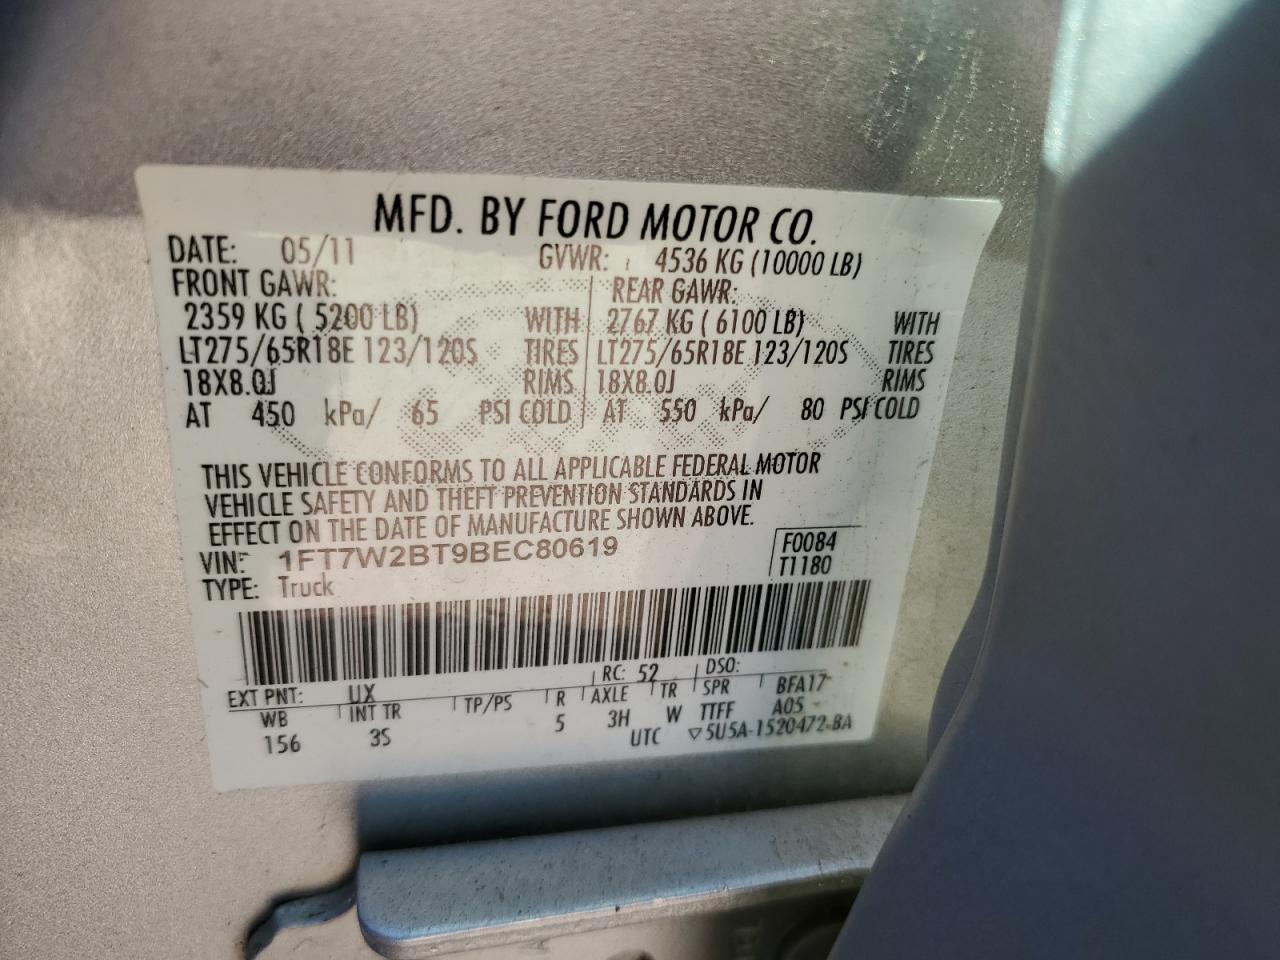 MFD. BY FORD MOTOR CO.
DATE: 05/11 GVWR: 4536 KG (10000 LB)
FRONT GAWR: REAR GAWR:
2359 KG ( 5200 LB) WITH 2767 KG ( 6100 LB) WITH
LT275/65R18E 123/120S TIRES LT275/65R18E 123/120S TIRES
18X8.0J RIMS 18X8.0J RIMS
AT 450 kPa/ 65 PSI COLD AT 550 kPa/ 80 PSI COLD
THIS VEHICLE CONFORMS TO ALL APPLICABLE FEDERAL MOTOR
VEHICLE SAFETY AND THEFT PREVENTION STANDARDS IN
EFFECT ON THE DATE OF MANUFACTURE SHOWN ABOVE.
VIN: 1FT7W2BT9BEC80619 F0084
TYPE: Truck T1180
EXT PNT: UX RC: 52 DSO:
WB INT TR TP/PS R AXLE TR SPR BFA17
156 3S 5 3H W TTFF A05
UTC ▽5U5A-1520472-BA